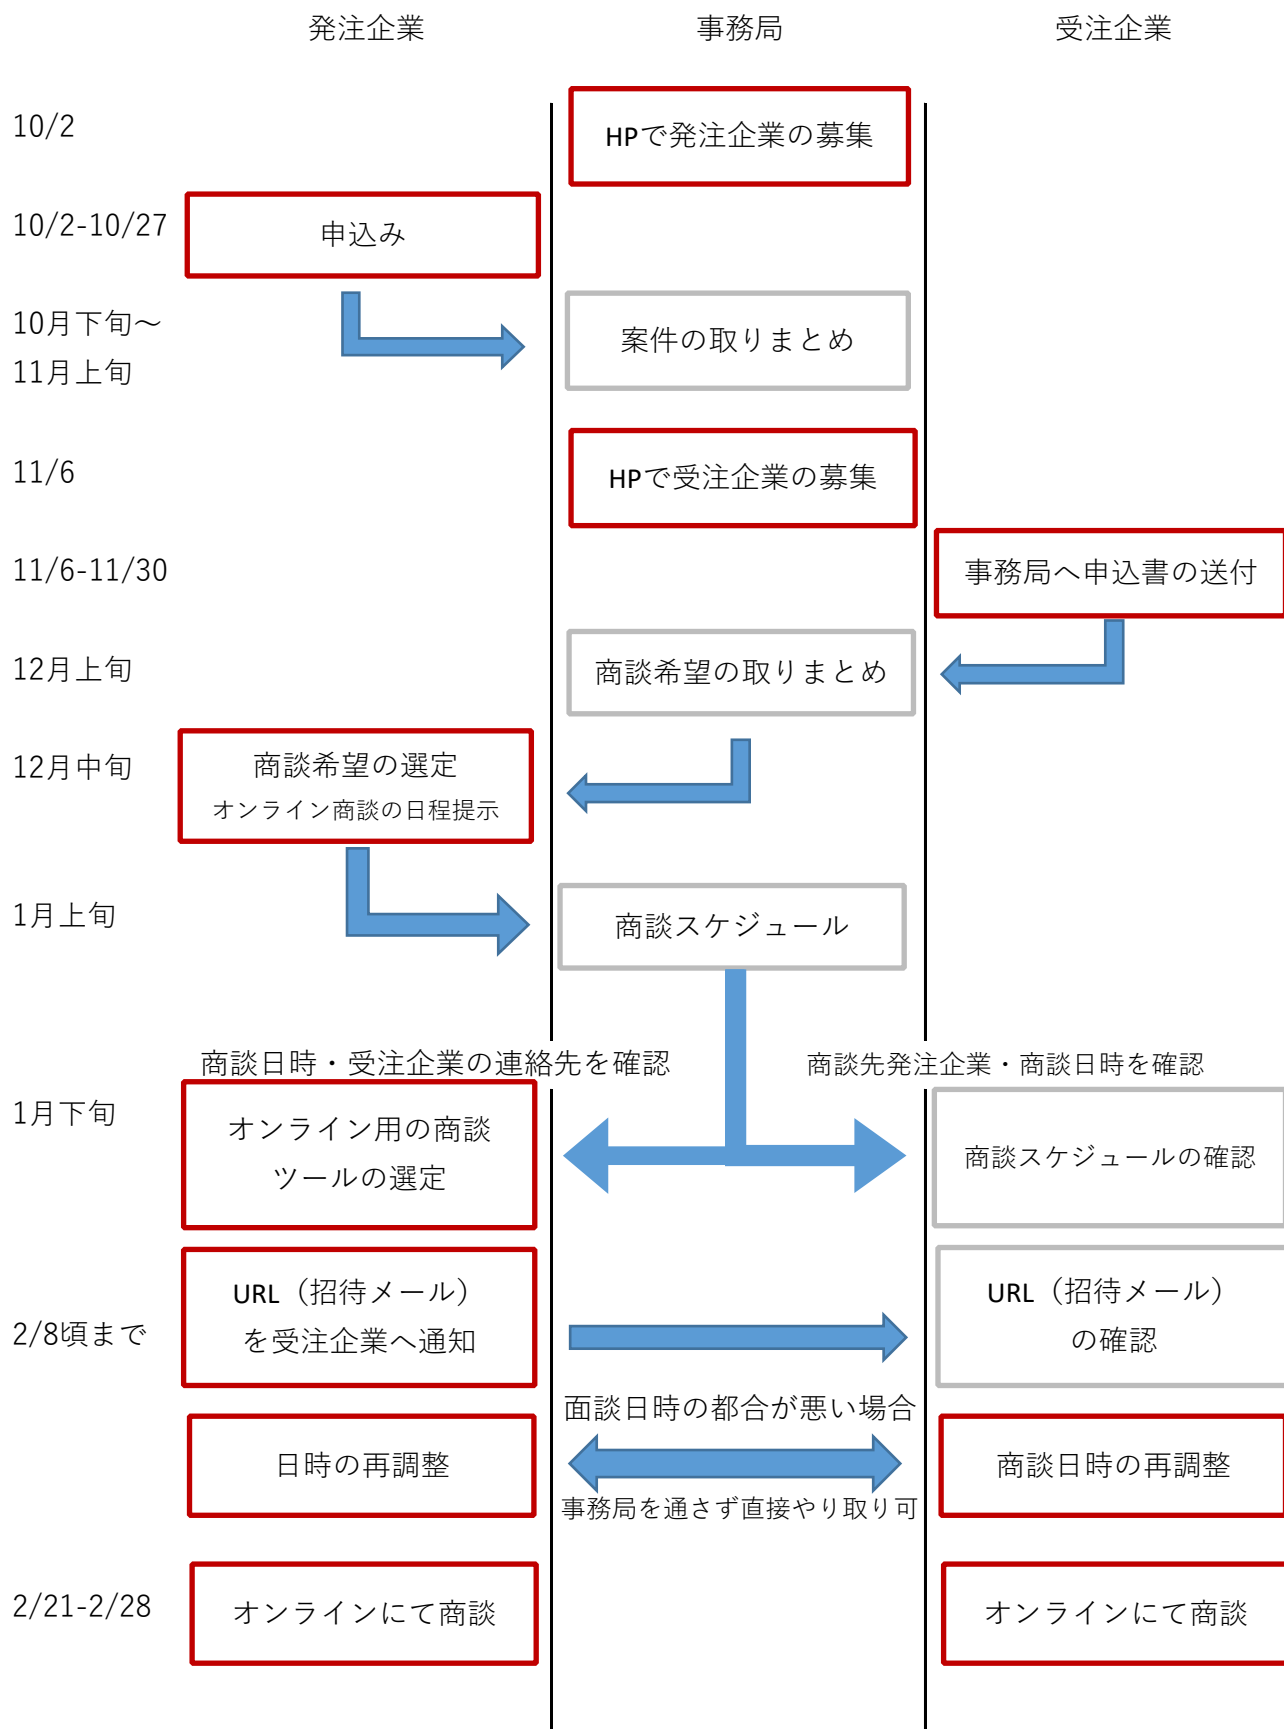 発注企業
事務局
受注企業
10/2
HPで発注企業の募集
10/2-10/27
申込み
10月下旬～
11月上旬
案件の取りまとめ
11/6
HPで受注企業の募集
11/6-11/30
事務局へ申込書の送付
12月上旬
商談希望の取りまとめ
12月中旬
商談希望の選定
オンライン商談の日程提示
1月上旬
商談スケジュール
商談日時・受注企業の連絡先を確認
商談先発注企業・商談日時を確認
1月下旬
オンライン用の商談
ツールの選定
商談スケジュールの確認
2/8頃まで
URL（招待メール）
を受注企業へ通知
URL（招待メール）
の確認
面談日時の都合が悪い場合
日時の再調整
商談日時の再調整
事務局を通さず直接やり取り可
2/21-2/28
オンラインにて商談
オンラインにて商談